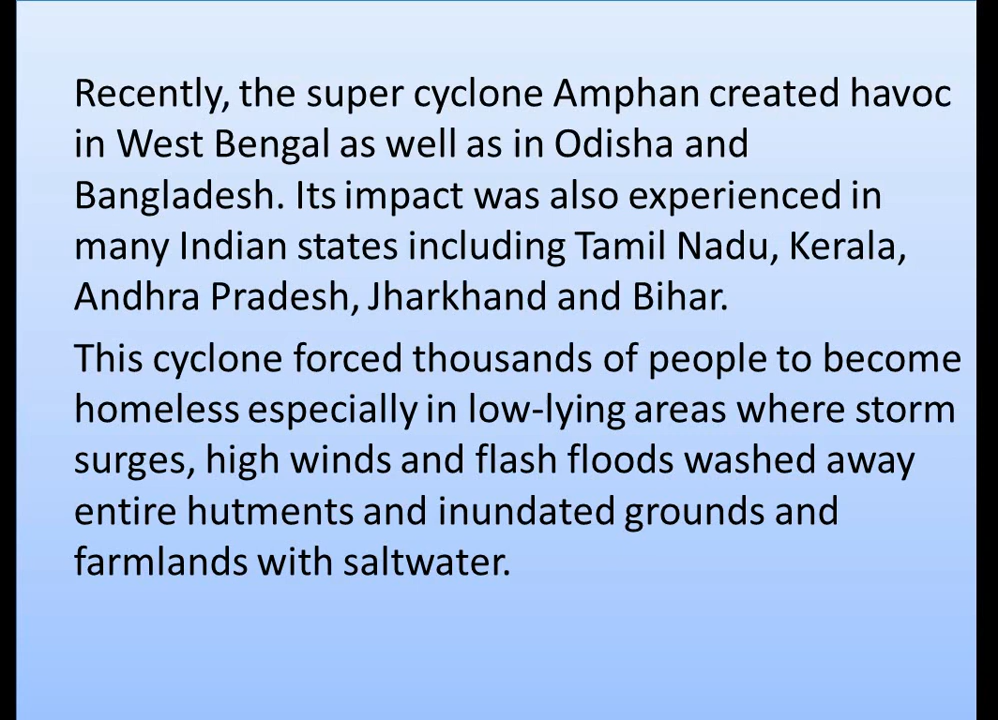 Recently, the super cyclone Amphan created havoc
in West Bengal as well as in Odisha and
Bangladesh. Its impact was also experienced in
many Indian states including Tamil Nadu, Kerala,
Andhra Pradesh, Jharkhand and Bihar.
This cyclone forced thousands of people to become
homeless especially in low-lying areas where storm
surges, high winds and flash floods washed away
entire hutments and inundated grounds and
farmlands with saltwater.